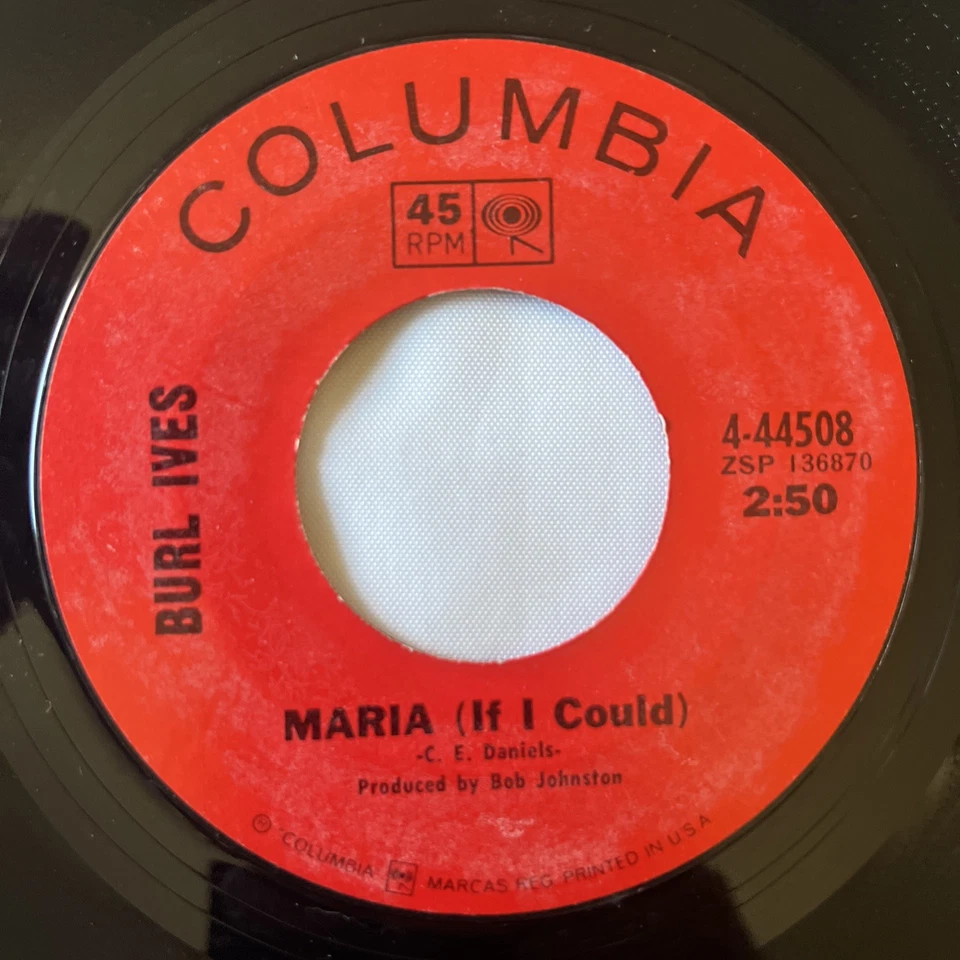 COLUMBIA
45
RPM
BURL IVES
4-44508
ZSP 136870
2:50
MARIA (If I Could)
-C. E. Daniels-
Produced by Bob Johnston
"COLUMBIA" MARCAS REG. PRINTED IN U.S.A.